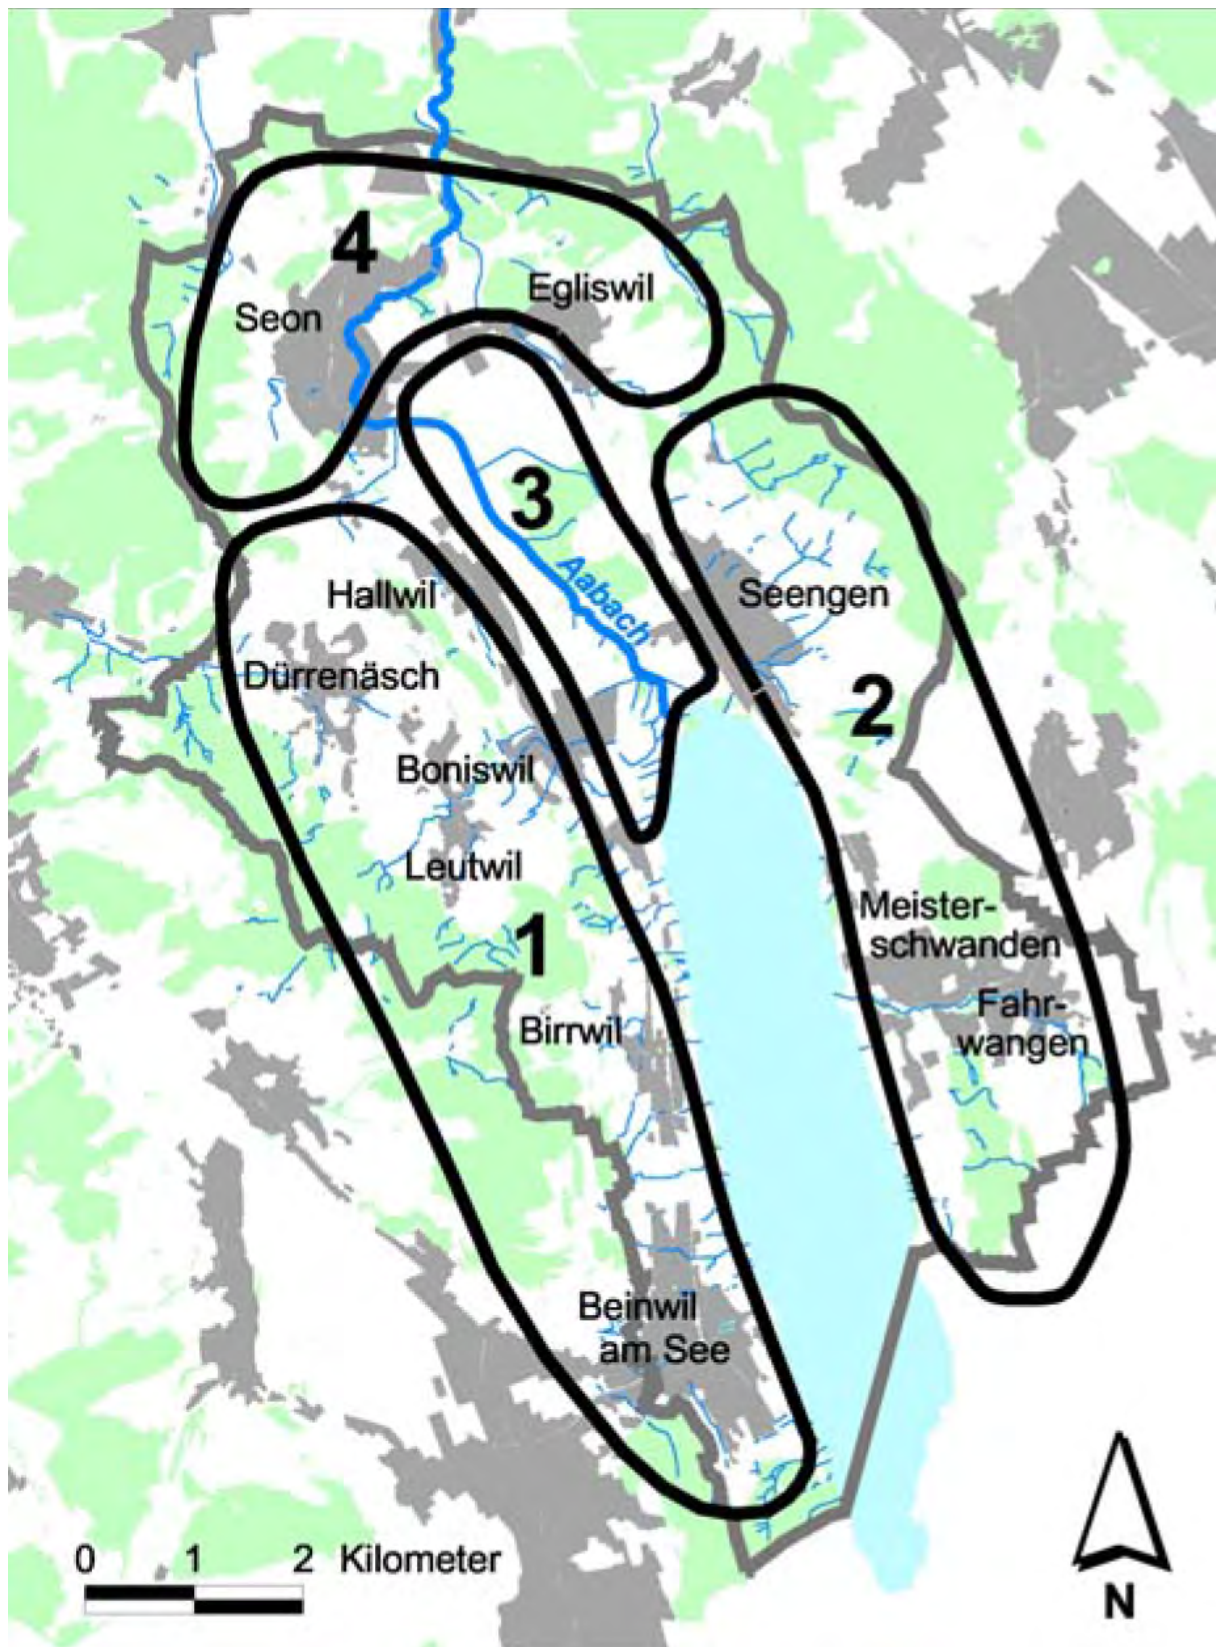 4
Egliswil
Seon
3
Aabach
Hallwil
Seengen
Dürrenäsch
2
Boniswil
Leutwil
Meister-
schwanden
1
Fahr-
wangen
Birrwil
Beinwil
am See
0 1 2 Kilometer
N